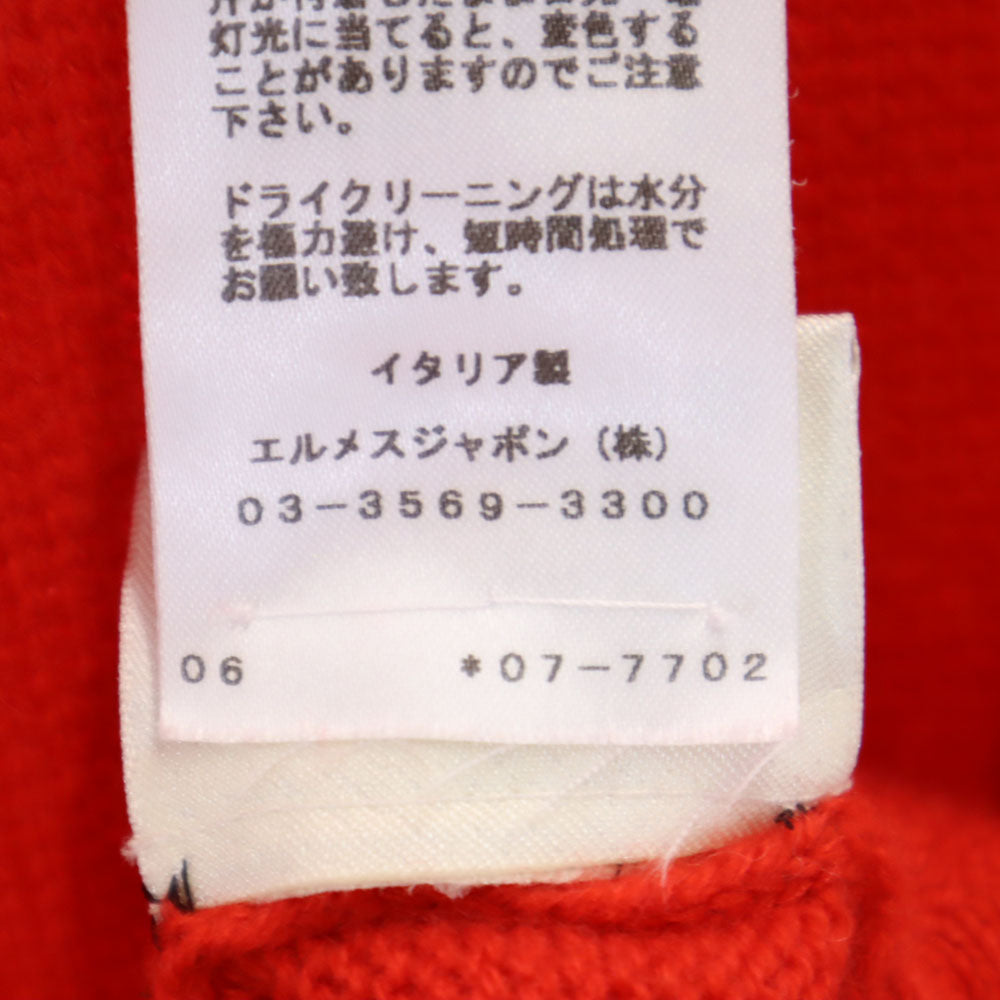 灯光に当てると、変色する
ことがありますのでご注意
下さい。
ドライクリーニングは水分
を極力避け、短時間処理で
お願い致します。
イタリア製
エルメスジャポン（株）
03-3569-3300
06 *07-7702